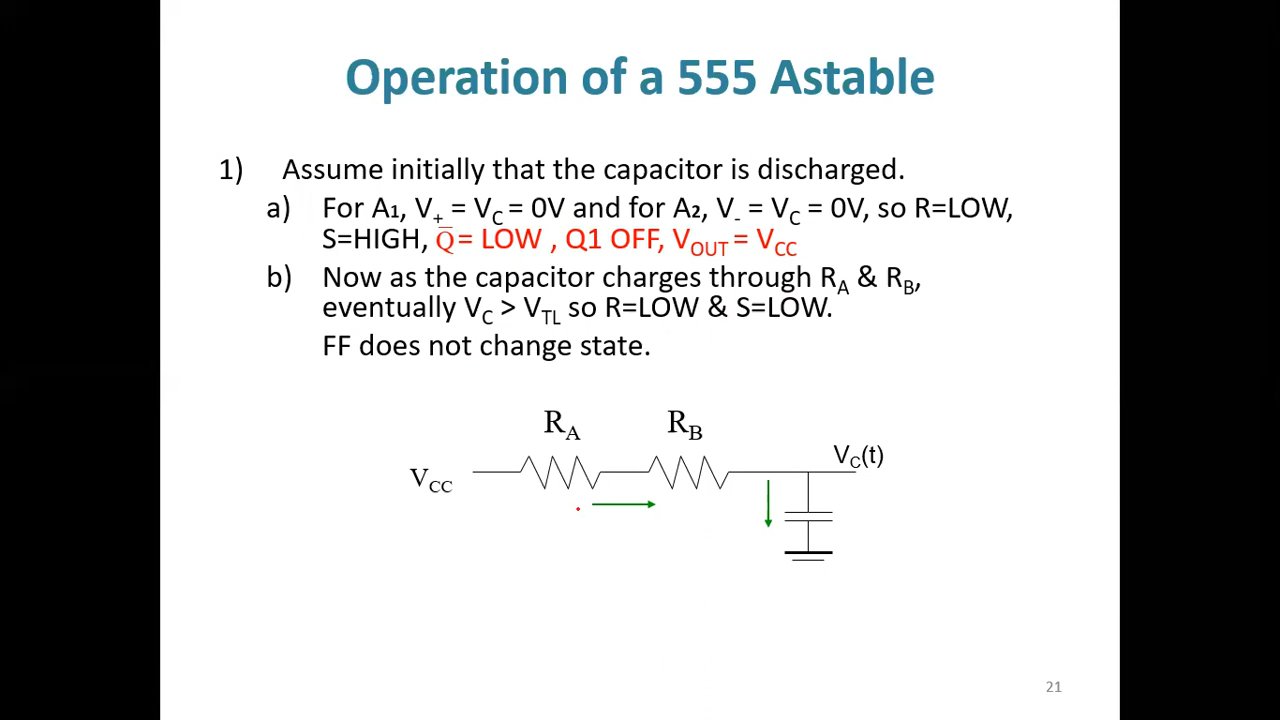 Operation of a 555 Astable
1) Assume initially that the capacitor is discharged.
a) For A₁, V₊ = V_C = 0V and for A₂, V₋ = V_C = 0V, so R=LOW,
S=HIGH, Q̅ = LOW , Q1 OFF, V_OUT = V_CC
b) Now as the capacitor charges through R_A & R_B,
eventually V_C > V_TL so R=LOW & S=LOW.
FF does not change state.
R_A R_B
V_C(t)
V_CC
21